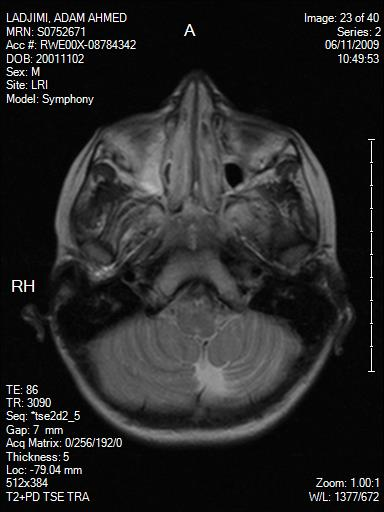 LADJIMI, ADAM AHMED
MRN: S0752671
Acc #: RWE00X-08784342
DOB: 20011102
Sex: M
Site: LRI
Model: Symphony
A
Image: 23 of 40
Series: 2
06/11/2009
10:49:53
RH
TE: 86
TR: 3090
Seq: *tse2d2_5
Gap: 7 mm
Acq Matrix: 0/256/192/0
Thickness: 5
Loc: -79.04 mm
512x384
T2+PD TSE TRA
Zoom: 1.00:1
W/L: 1377/672